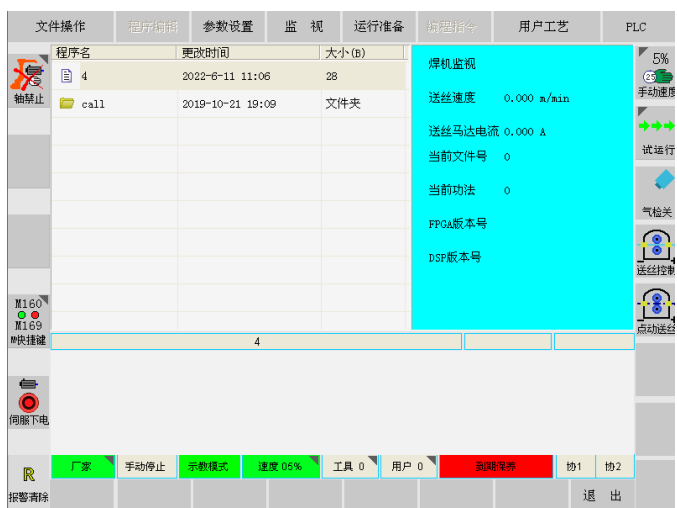 文件操作 程序编辑 参数设置 监 视 运行准备 编程指令 用户工艺 PLC
程序名 更改时间 大小(B)
4 2022-6-11 11:06 28
call 2019-10-21 19:09 文件夹
焊机监视
送丝速度 0.000 m/min
送丝马达电流 0.000 A
当前文件号 0
当前功法 0
FPGA版本号
DSP版本号
轴禁止
M160
M169
M快捷键
伺服下电
R
报警清除
5%
25
手动速度
试运行
气检关
送丝控制
点动送丝
4
厂家 手动停止 示教模式 速度 05% 工具 0 用户 0 到期保养 协1 协2
退 出